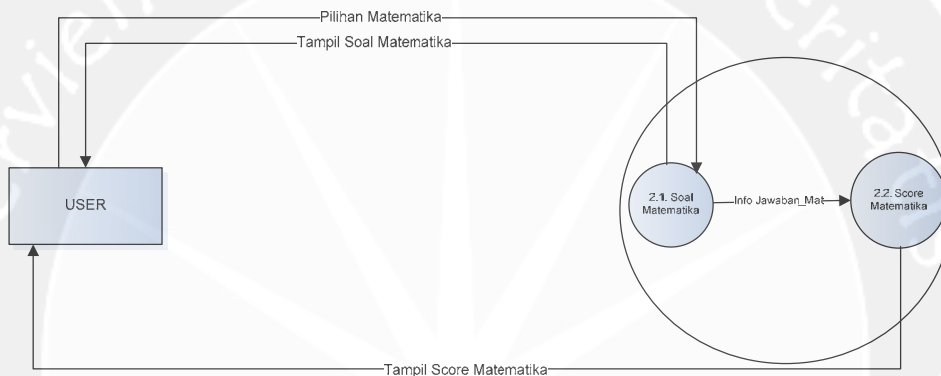 Pilihan Matematika
Tampil Soal Matematika
USER
2.1. Soal
Matematika
Info Jawaban_Mat
2.2. Score
Matematika
Tampil Score Matematika